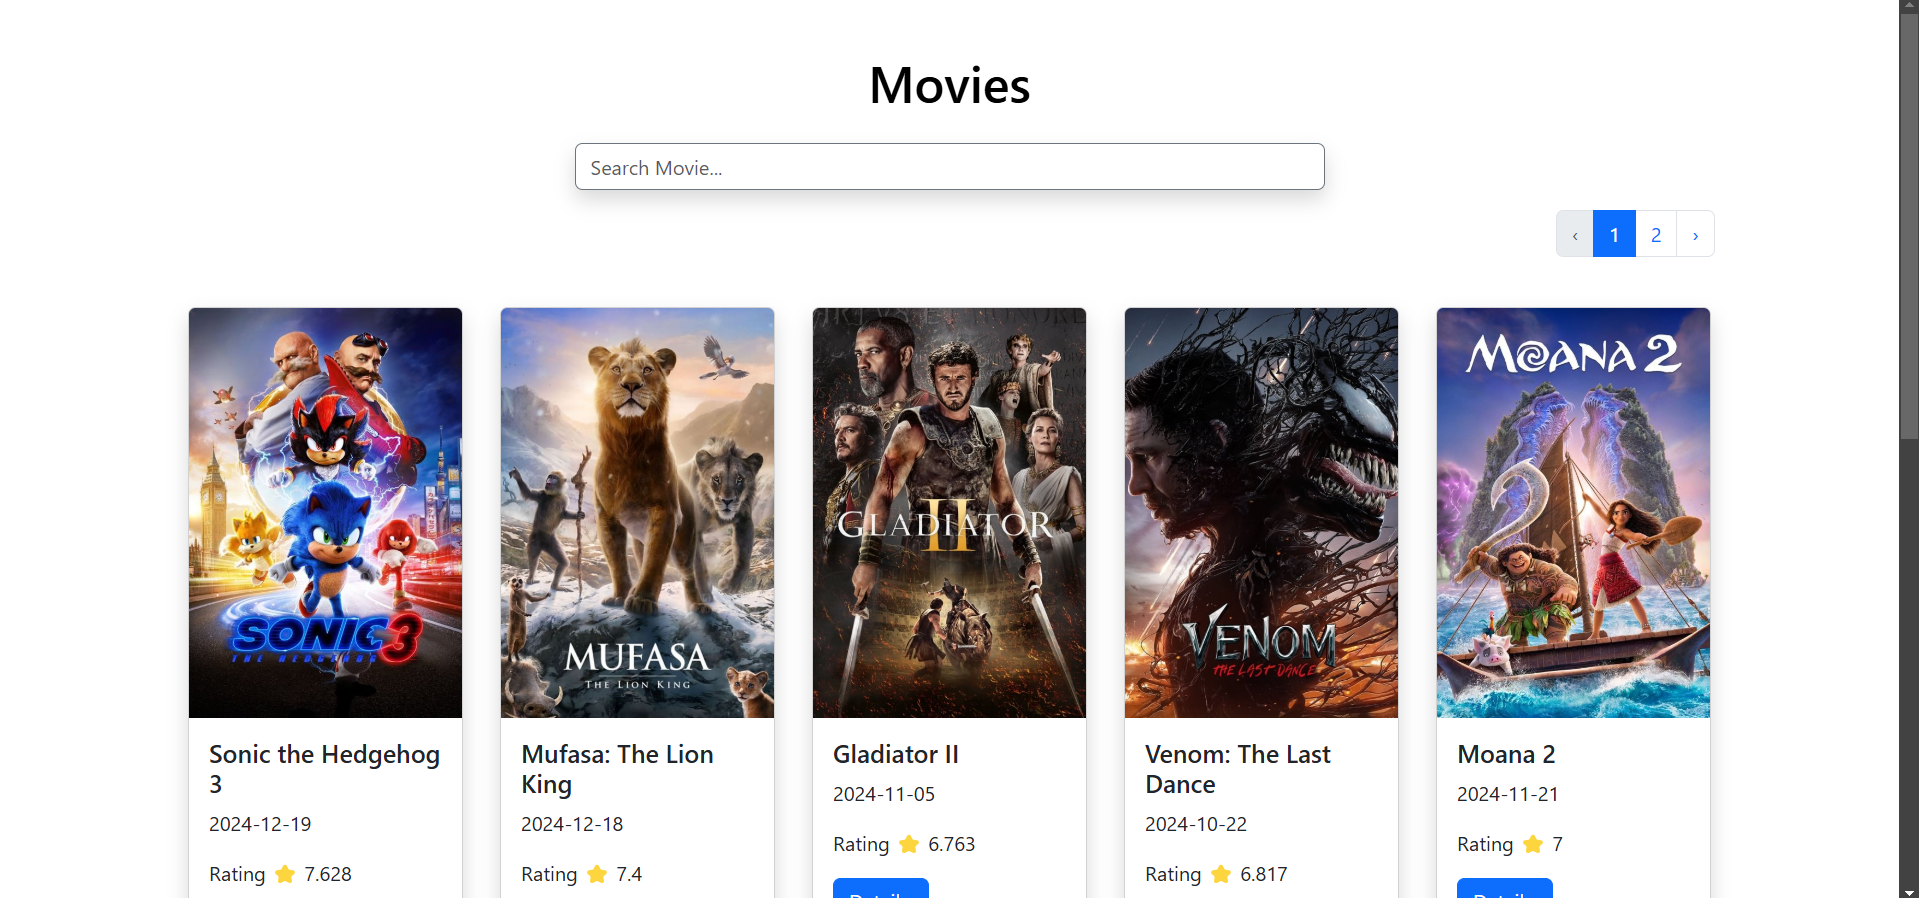 Movies
Search Movie...
‹ 1 2 ›
SONIC 3
THE HEDGEHOG
MUFASA
THE LION KING
GLADIATOR
II
VENOM
THE LAST DANCE
MOANA 2
Sonic the Hedgehog
3
2024-12-19
Rating ⭐ 7.628
Mufasa: The Lion
King
2024-12-18
Rating ⭐ 7.4
Gladiator II
2024-11-05
Rating ⭐ 6.763
Venom: The Last
Dance
2024-10-22
Rating ⭐ 6.817
Moana 2
2024-11-21
Rating ⭐ 7